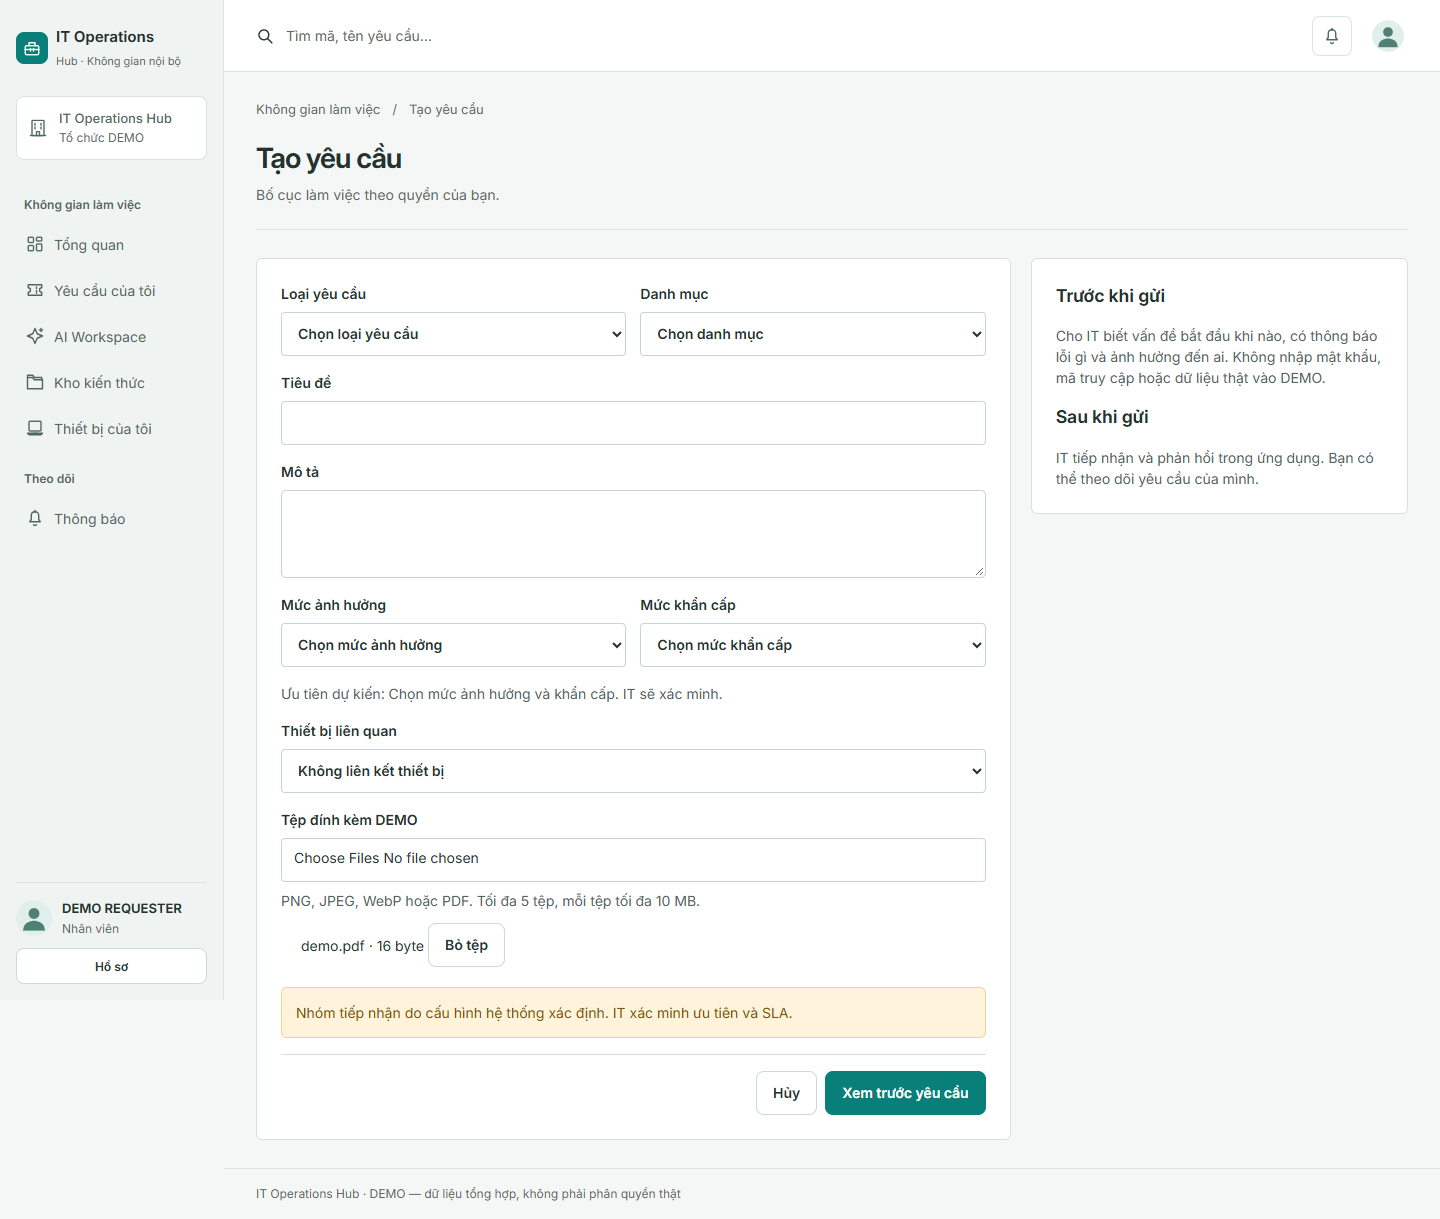 IT Operations
Hub · Không gian nội bộ
IT Operations Hub
Tổ chức DEMO
Không gian làm việc
Tổng quan
Yêu cầu của tôi
AI Workspace
Kho kiến thức
Thiết bị của tôi
Theo dõi
Thông báo
DEMO REQUESTER
Nhân viên
Hồ sơ
Tìm mã, tên yêu cầu...
Không gian làm việc / Tạo yêu cầu
Tạo yêu cầu
Bố cục làm việc theo quyền của bạn.
Loại yêu cầu
Danh mục
Chọn loại yêu cầu
Chọn danh mục
Tiêu đề
Mô tả
Mức ảnh hưởng
Mức khẩn cấp
Chọn mức ảnh hưởng
Chọn mức khẩn cấp
Ưu tiên dự kiến: Chọn mức ảnh hưởng và khẩn cấp. IT sẽ xác minh.
Thiết bị liên quan
Không liên kết thiết bị
Tệp đính kèm DEMO
Choose Files No file chosen
PNG, JPEG, WebP hoặc PDF. Tối đa 5 tệp, mỗi tệp tối đa 10 MB.
demo.pdf · 16 byte
Bỏ tệp
Nhóm tiếp nhận do cấu hình hệ thống xác định. IT xác minh ưu tiên và SLA.
Hủy
Xem trước yêu cầu
Trước khi gửi
Cho IT biết vấn đề bắt đầu khi nào, có thông báo
lỗi gì và ảnh hưởng đến ai. Không nhập mật khẩu,
mã truy cập hoặc dữ liệu thật vào DEMO.
Sau khi gửi
IT tiếp nhận và phản hồi trong ứng dụng. Bạn có
thể theo dõi yêu cầu của mình.
IT Operations Hub · DEMO — dữ liệu tổng hợp, không phải phân quyền thật